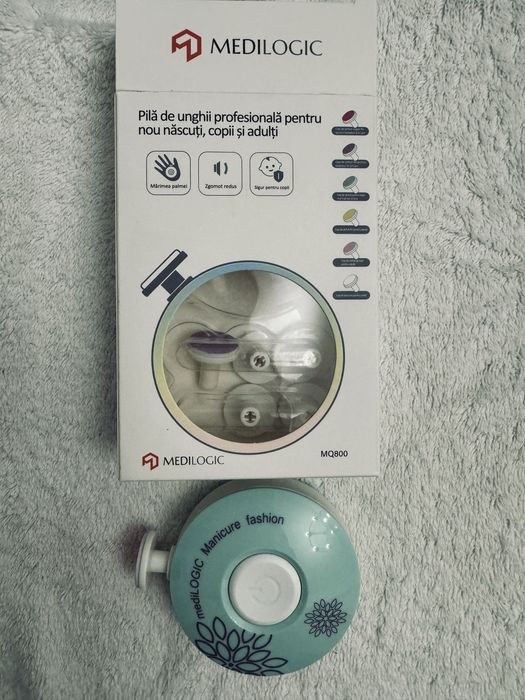 MEDILOGIC
Pilă de unghii profesională pentru
nou născuți, copii și adulți
Mărimea palmei
Zgomot redus
Sigur pentru copii
MEDILOGIC
MQ800
mediLOGIC Manicure fashion